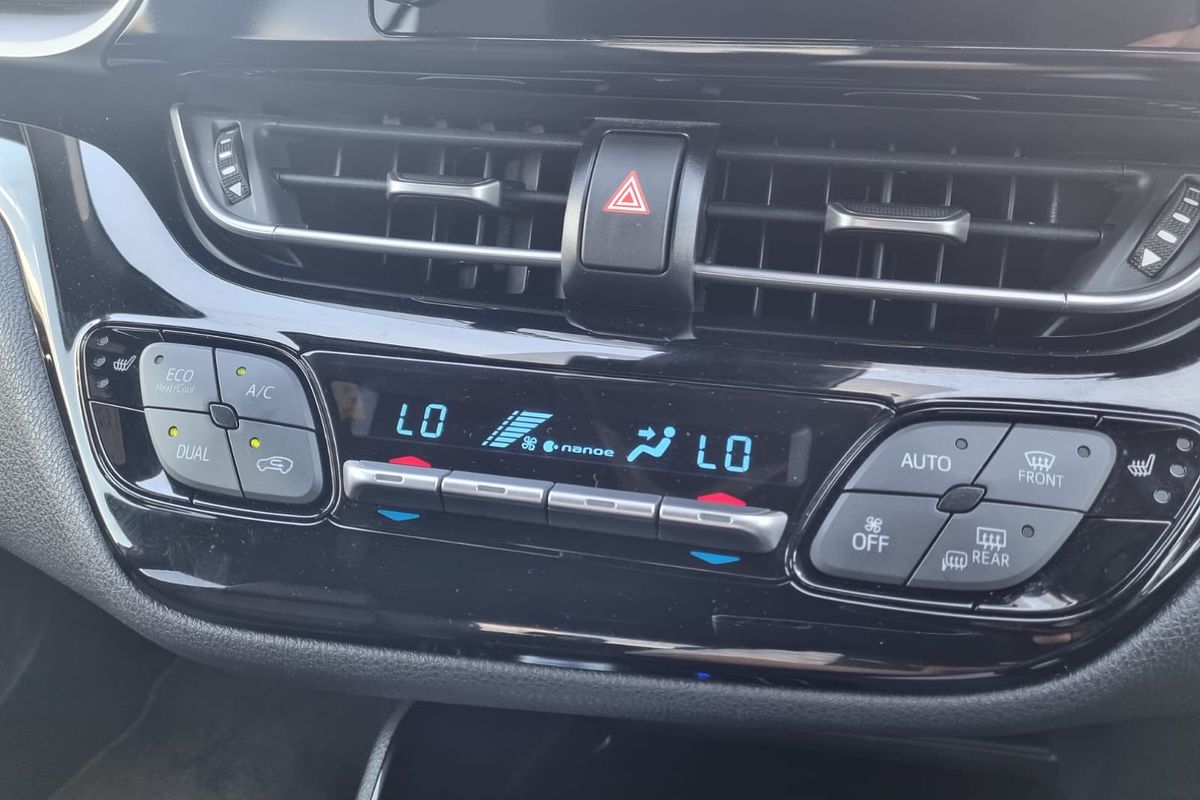 ECO
Heat/Cool
A/C
DUAL
LO
nanoe
LO
AUTO
FRONT
OFF
REAR